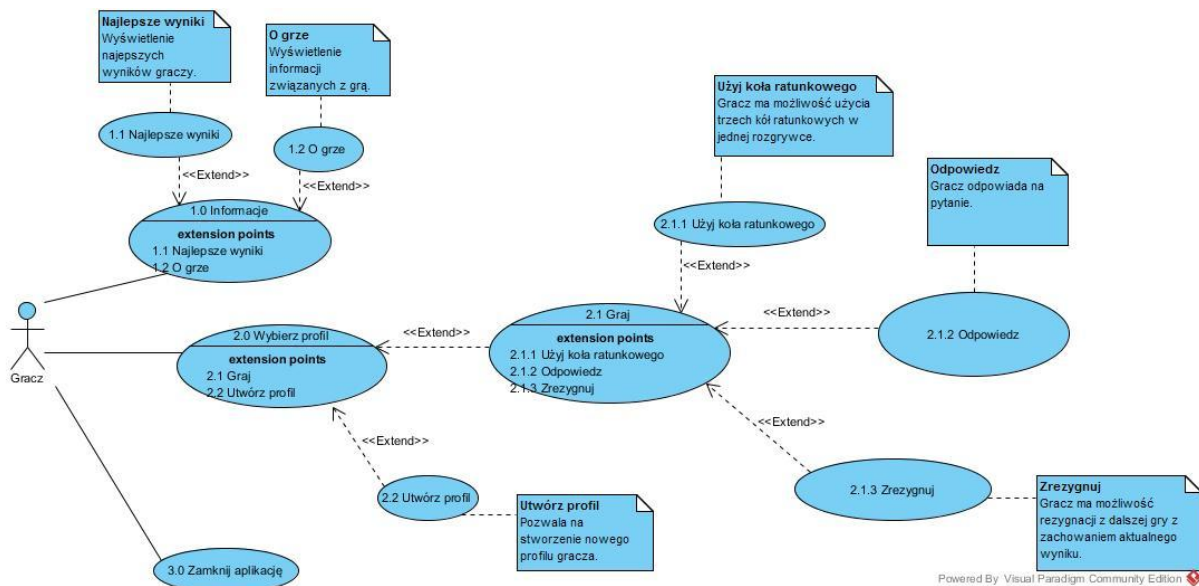 Najlepsze wyniki
Wyświetlenie
najepszych
wyników graczy.
O grze
Wyświetlenie
informacji
związanych z grą.
1.1 Najlepsze wyniki
1.2 O grze
<<Extend>>
<<Extend>>
1.0 Informacje
extension points
1.1 Najlepsze wyniki
1.2 O grze
Użyj koła ratunkowego
Gracz ma możliwość użycia
trzech kół ratunkowych w
jednej rozgrywce.
Odpowiedz
Gracz odpowiada na
pytanie.
2.1.1 Użyj koła ratunkowego
<<Extend>>
Gracz
2.0 Wybierz profil
extension points
2.1 Graj
2.2 Utwórz profil
<<Extend>>
2.1 Graj
extension points
2.1.1 Użyj koła ratunkowego
2.1.2 Odpowiedz
2.1.3 Zrezygnuj
<<Extend>>
2.1.2 Odpowiedz
<<Extend>>
<<Extend>>
2.2 Utwórz profil
Utwórz profil
Pozwala na
stworzenie nowego
profilu gracza.
2.1.3 Zrezygnuj
Zrezygnuj
Gracz ma możliwość
rezygnacji z dalszej gry z
zachowaniem aktualnego
wyniku.
3.0 Zamknij aplikację
Powered By Visual Paradigm Community Edition